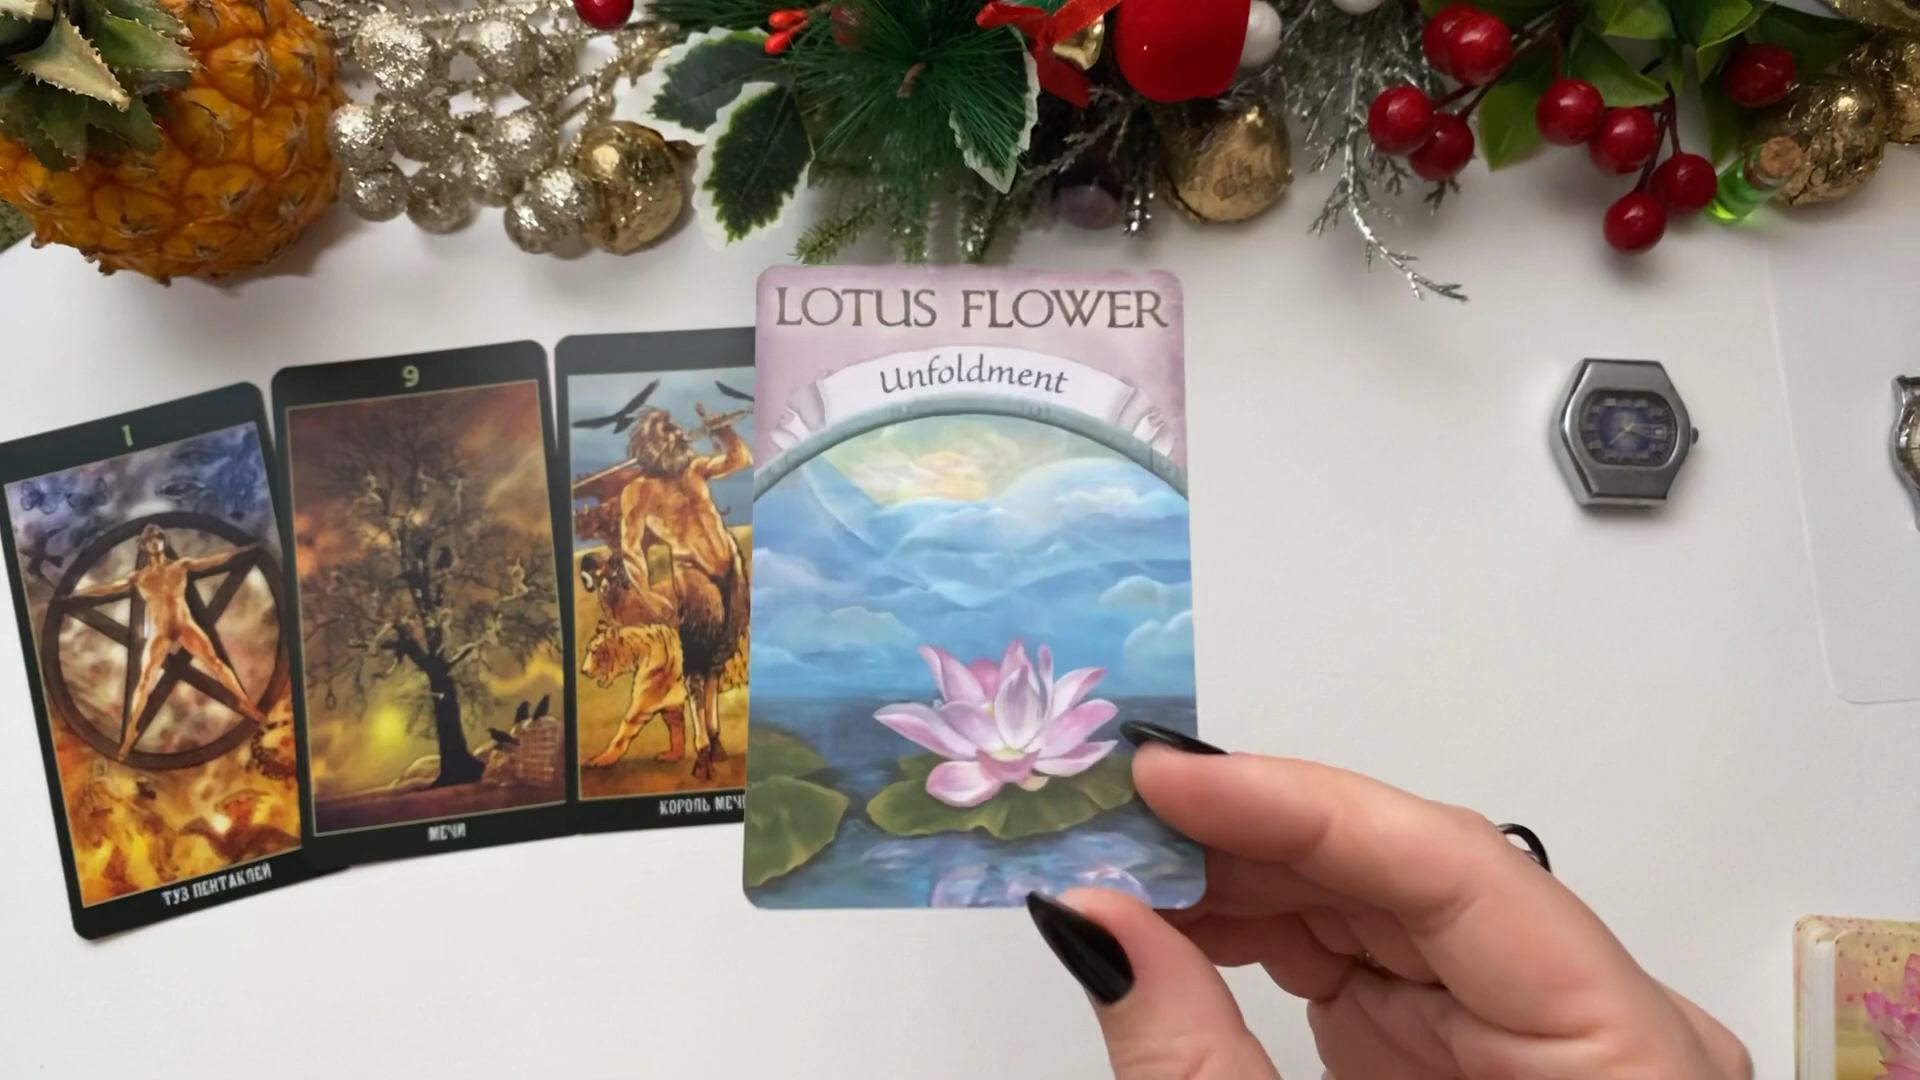 LOTUS FLOWER
Unfoldment
1
ТУЗ ПЕНТАКЛЕЙ
9
МЕЧИ
КОРОЛЬ МЕЧ